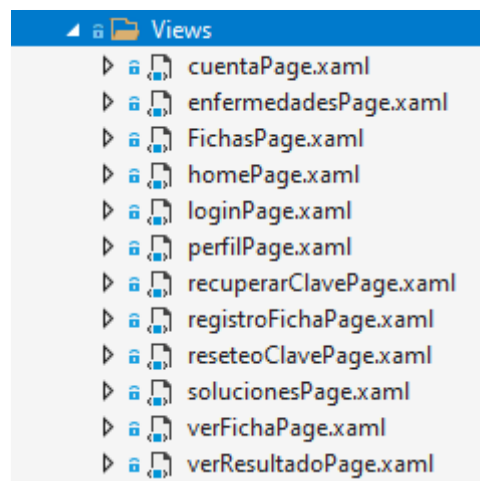 Views
cuentaPage.xaml
enfermedadesPage.xaml
FichasPage.xaml
homePage.xaml
loginPage.xaml
perfilPage.xaml
recuperarClavePage.xaml
registroFichaPage.xaml
reseteoClavePage.xaml
solucionesPage.xaml
verFichaPage.xaml
verResultadoPage.xaml